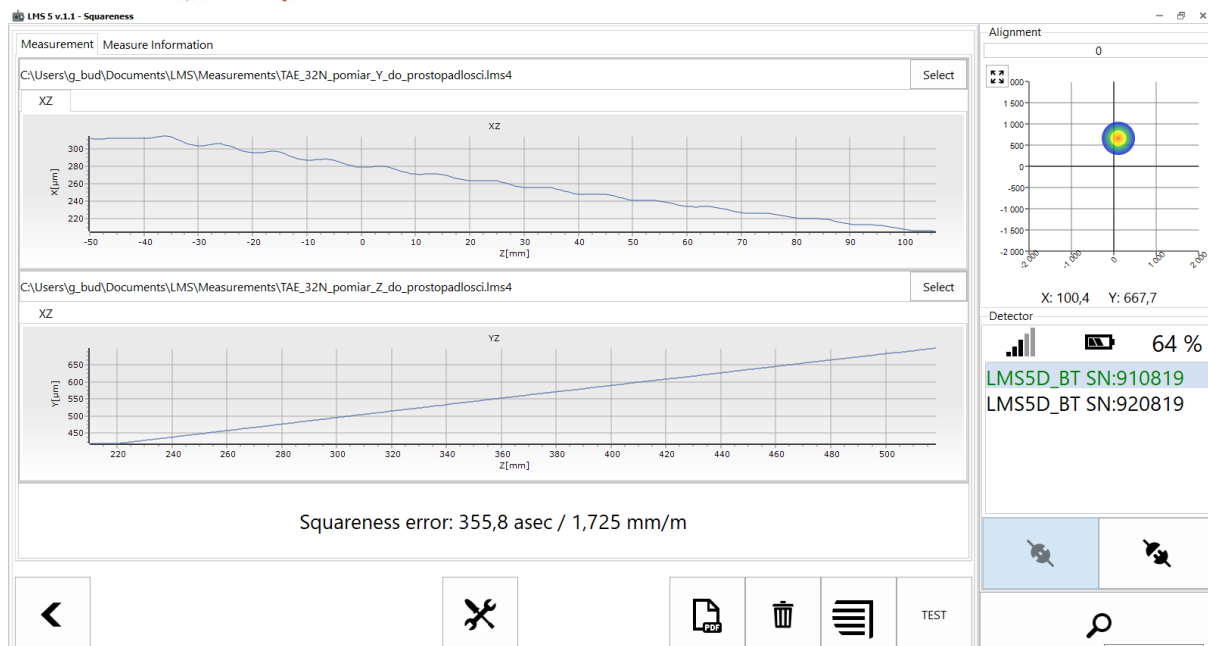 LMS 5 v.1.1 - Squareness
Measurement Measure Information
C:\Users\g_bud\Documents\LMS\Measurements\TAE_32N_pomiar_Y_do_prostopadlosci.lms4 Select
XZ
XZ
300
280
260
240
220
X[µm]
-50 -40 -30 -20 -10 0 10 20 30 40 50 60 70 80 90 100
Z[mm]
C:\Users\g_bud\Documents\LMS\Measurements\TAE_32N_pomiar_Z_do_prostopadlosci.lms4 Select
XZ
YZ
650
600
550
500
450
Y[µm]
220 240 260 280 300 320 340 360 380 400 420 440 460 480 500
Z[mm]
Squareness error: 355,8 asec / 1,725 mm/m
PDF
TEST
Alignment
0
000
1 500
1 000
500
0
-500
-1 000
-1 500
-2 000
-2 000 -1 000 0 1 000 2 000
X: 100,4 Y: 667,7
Detector
64 %
LMS5D_BT SN:910819
LMS5D_BT SN:920819